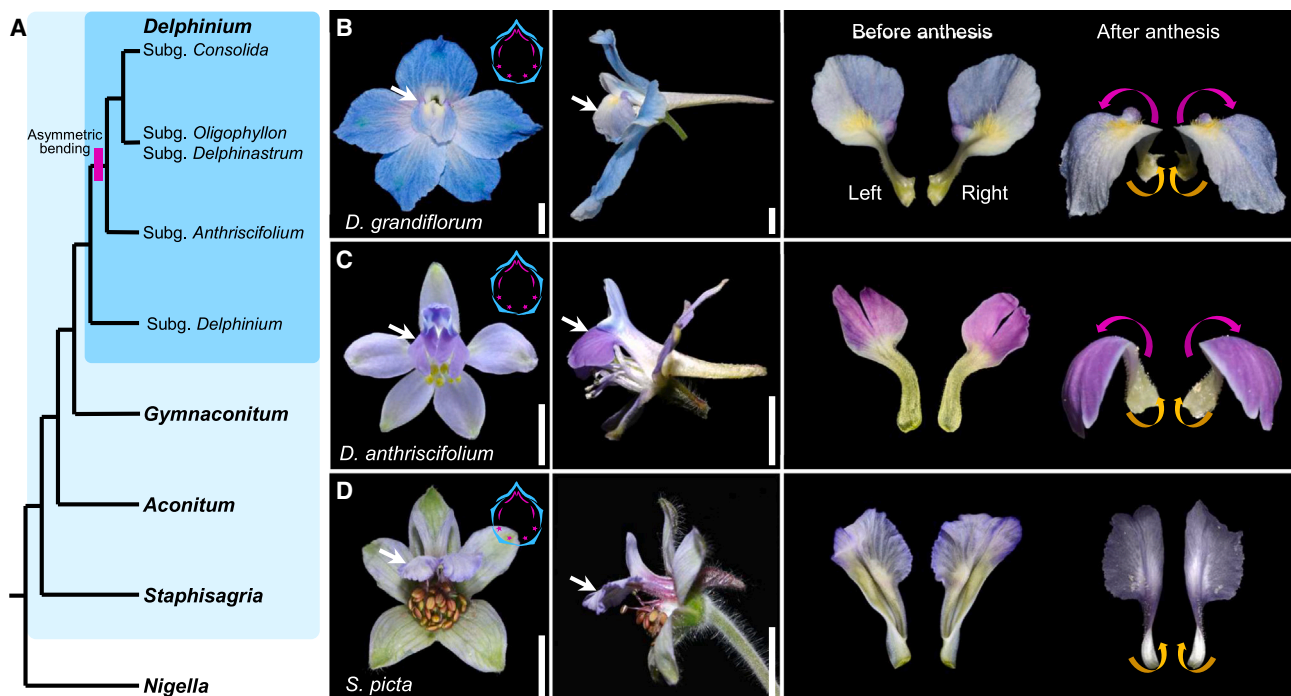 A
Delphinium
Subg. Consolida
Subg. Oligophyllon
Subg. Delphinastrum
Asymmetric
bending
Subg. Anthriscifolium
Subg. Delphinium
Gymnaconitum
Aconitum
Staphisagria
Nigella
B
D. grandiflorum
Before anthesis
After anthesis
Left
Right
C
D. anthriscifolium
D
S. picta